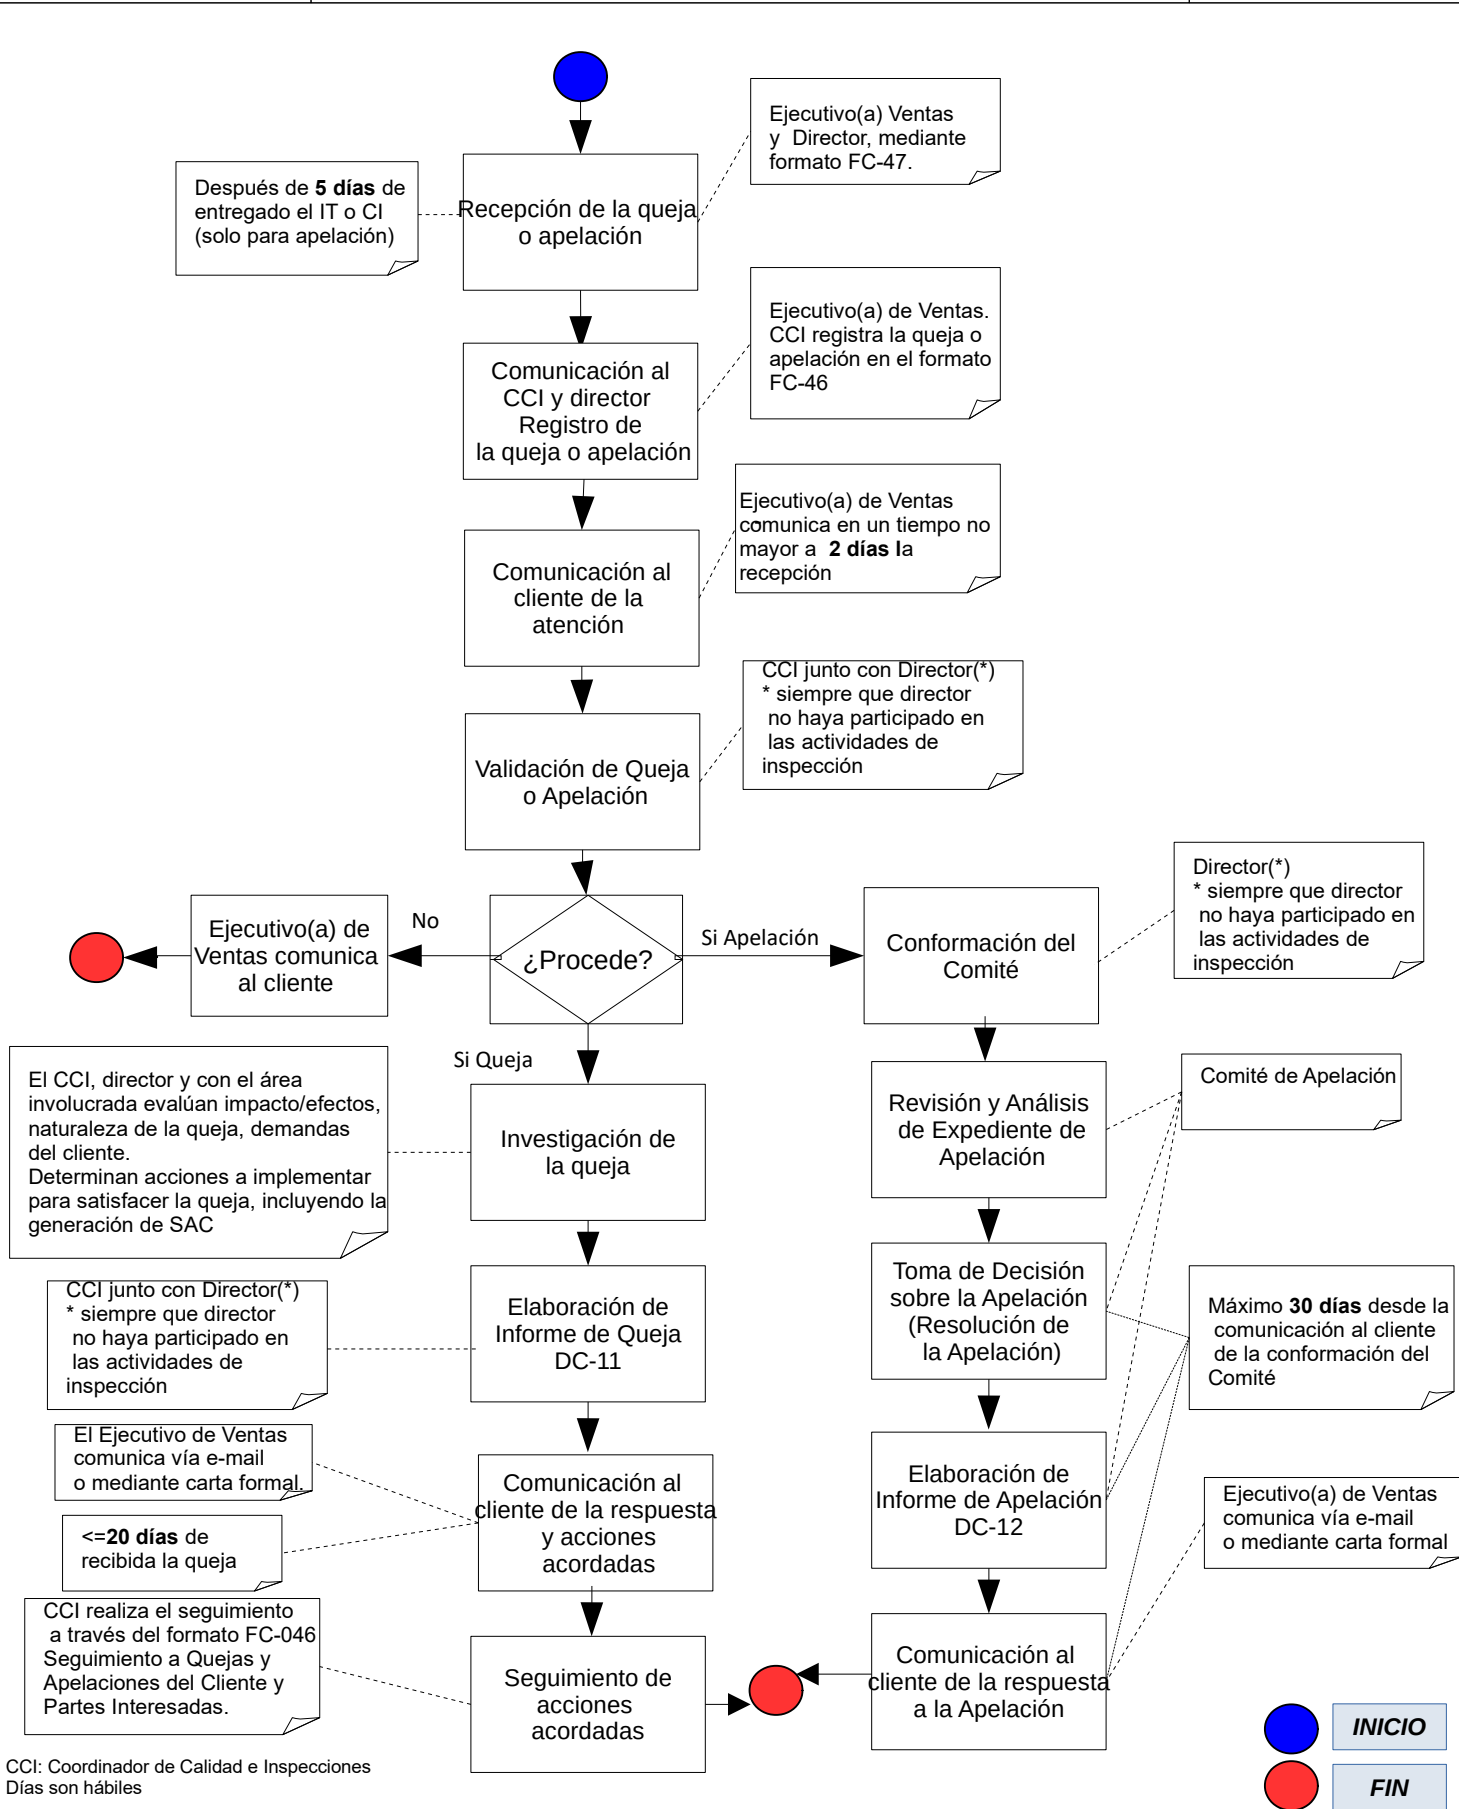 Ejecutivo(a) Ventas
y Director, mediante
formato FC-47.
Después de 5 días de
entregado el IT o CI
(solo para apelación)
Recepción de la queja
o apelación
Ejecutivo(a) de Ventas.
CCI registra la queja o
apelación en el formato
FC-46
Comunicación al
CCI y director
Registro de
la queja o apelación
Ejecutivo(a) de Ventas
comunica en un tiempo no
mayor a 2 días la
recepción
Comunicación al
cliente de la
atención
CCI junto con Director(*)
* siempre que director
no haya participado en
las actividades de
inspección
Validación de Queja
o Apelación
Director(*)
* siempre que director
no haya participado en
las actividades de
inspección
Ejecutivo(a) de
Ventas comunica
al cliente
No
¿Procede?
Si Apelación
Conformación del
Comité
Si Queja
El CCI, director y con el área
involucrada evalúan impacto/efectos,
naturaleza de la queja, demandas
del cliente.
Determinan acciones a implementar
para satisfacer la queja, incluyendo la
generación de SAC
Investigación de
la queja
Revisión y Análisis
de Expediente de
Apelación
Comité de Apelación
CCI junto con Director(*)
* siempre que director
no haya participado en
las actividades de
inspección
Elaboración de
Informe de Queja
DC-11
Toma de Decisión
sobre la Apelación
(Resolución de
la Apelación)
Máximo 30 días desde la
comunicación al cliente
de la conformación del
Comité
El Ejecutivo de Ventas
comunica vía e-mail
o mediante carta formal.
<=20 días de
recibida la queja
Comunicación al
cliente de la respuesta
y acciones
acordadas
Elaboración de
Informe de Apelación
DC-12
Ejecutivo(a) de Ventas
comunica vía e-mail
o mediante carta formal
CCI realiza el seguimiento
a través del formato FC-046
Seguimiento a Quejas y
Apelaciones del Cliente y
Partes Interesadas.
Seguimiento de
acciones
acordadas
Comunicación al
cliente de la respuesta
a la Apelación
INICIO
FIN
CCI: Coordinador de Calidad e Inspecciones
Días son hábiles